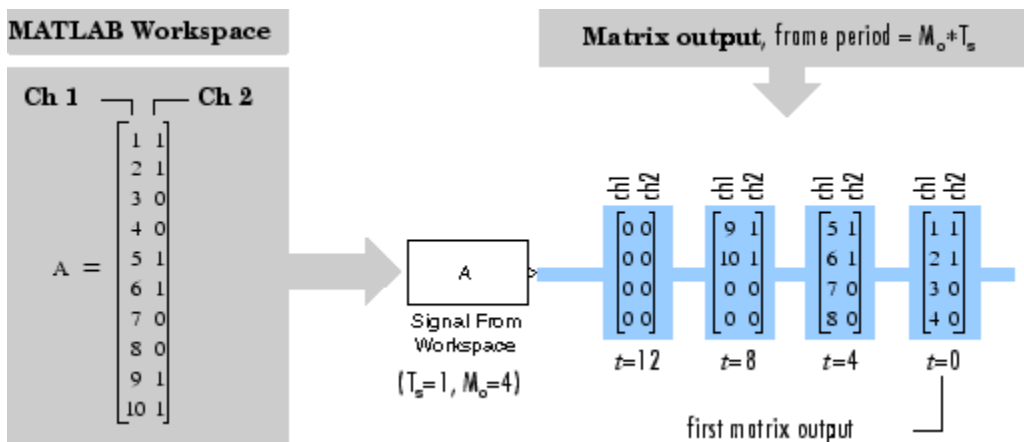 MATLAB Workspace
Ch 1 Ch 2
A =
1 1
2 1
3 0
4 0
5 1
6 1
7 0
8 0
9 1
10 1
Matrix output, frame period = Mₒ*Tₛ
A
Signal From
Workspace
(Tₛ=1, Mₒ=4)
ch1 ch2
0 0
0 0
0 0
0 0
t=12
ch1 ch2
9 1
10 1
0 0
0 0
t=8
ch1 ch2
5 1
6 1
7 0
8 0
t=4
ch1 ch2
1 1
2 1
3 0
4 0
t=0
first matrix output